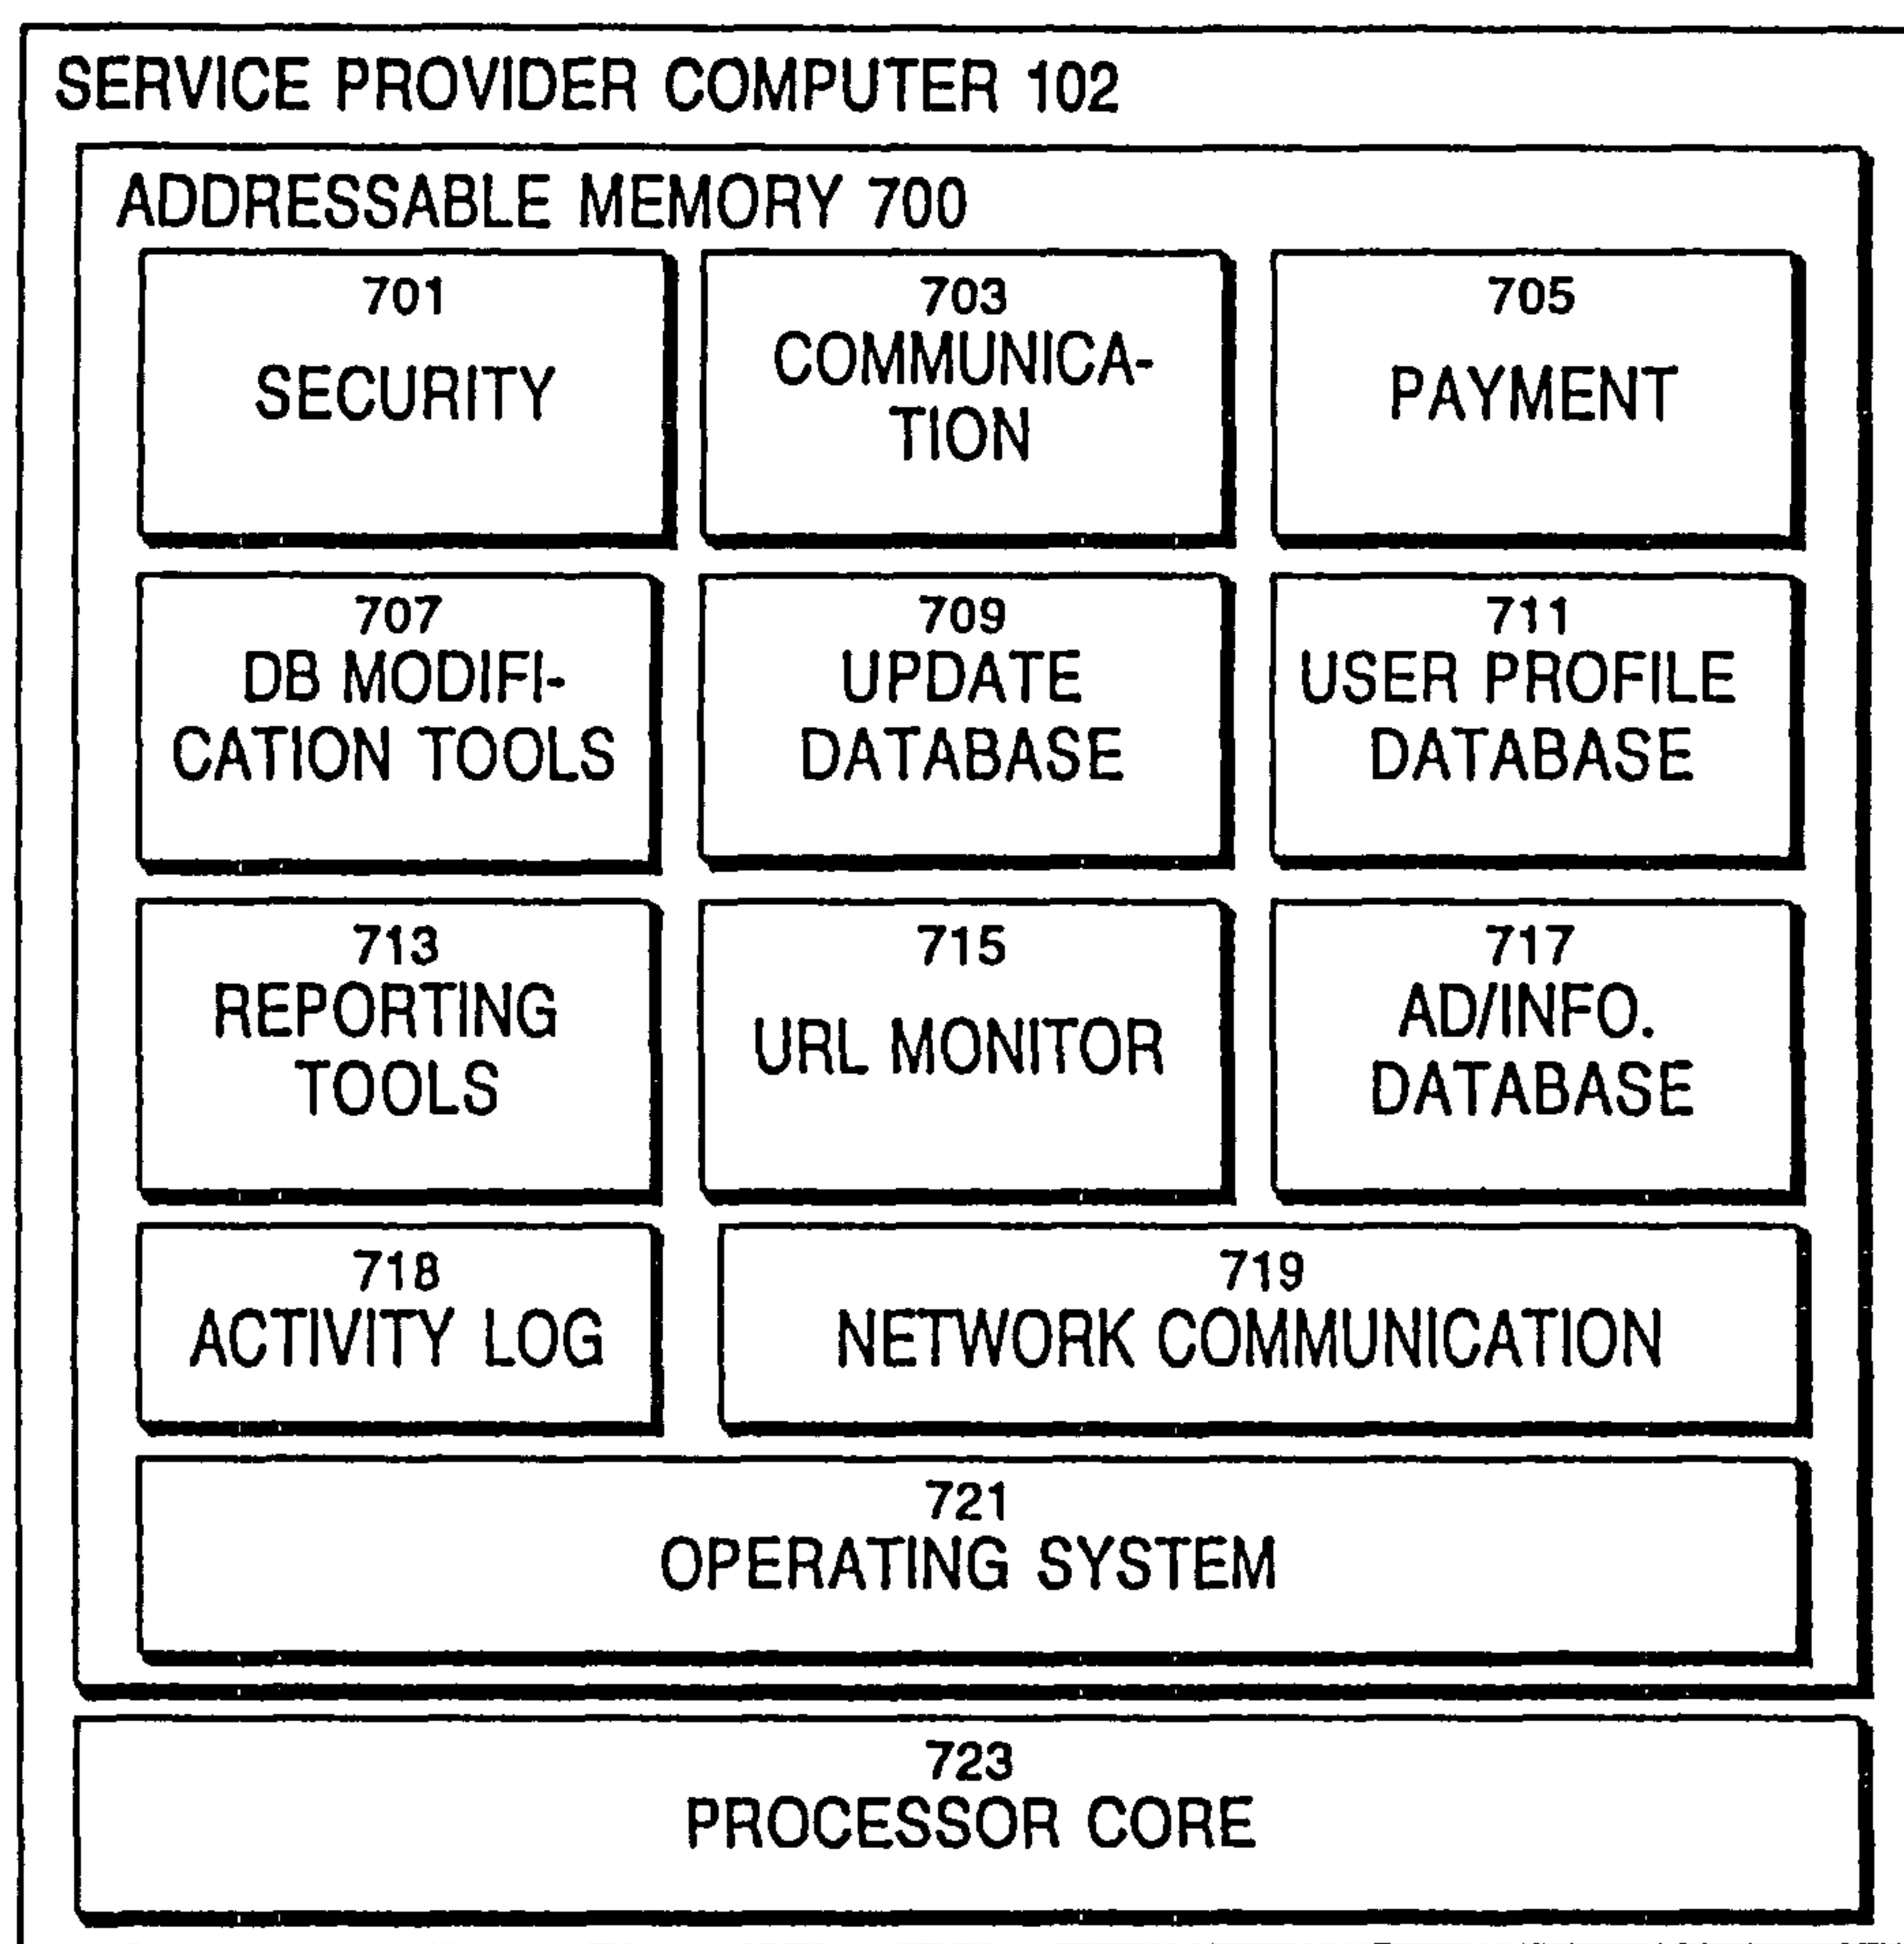 SERVICE PROVIDER COMPUTER 102
ADDRESSABLE MEMORY 700
701
SECURITY
703
COMMUNICA-
TION
705
PAYMENT
707
DB MODIFI-
CATION TOOLS
709
UPDATE
DATABASE
711
USER PROFILE
DATABASE
713
REPORTING
TOOLS
715
URL MONITOR
717
AD/INFO.
DATABASE
718
ACTIVITY LOG
719
NETWORK COMMUNICATION
721
OPERATING SYSTEM
723
PROCESSOR CORE